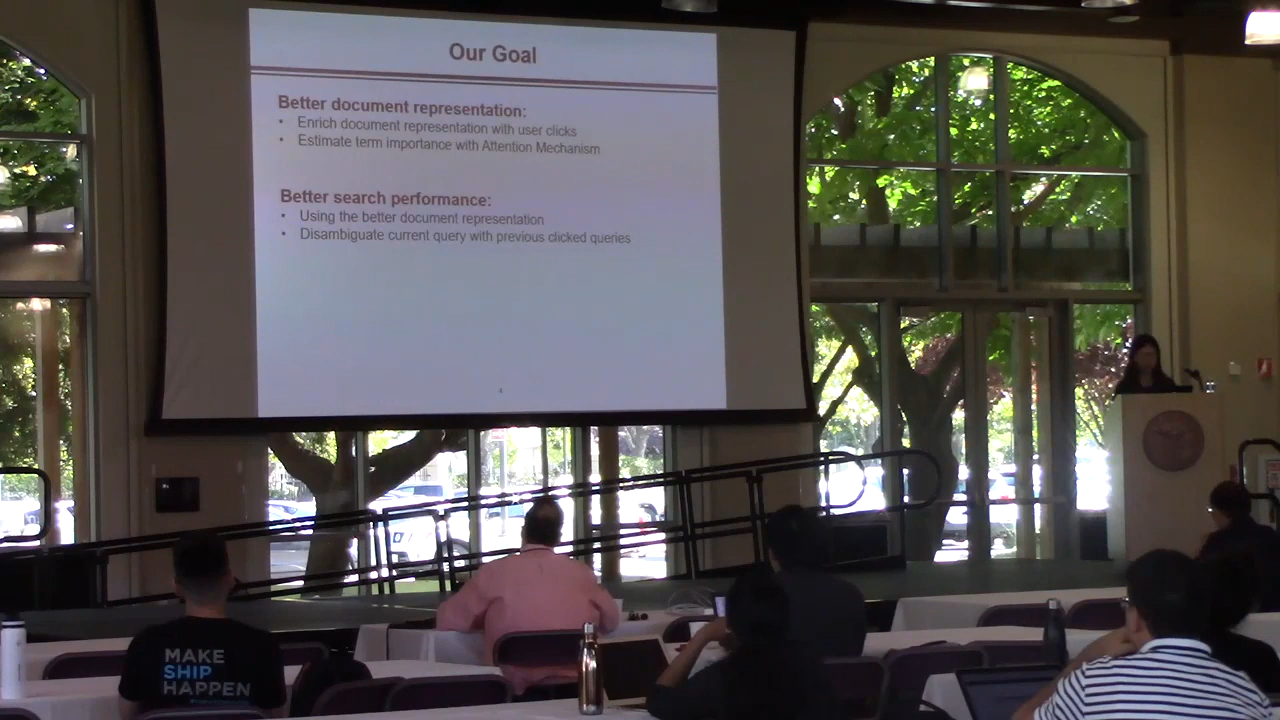 Our Goal
Better document representation:
• Enrich document representation with user clicks
• Estimate term importance with Attention Mechanism
Better search performance:
• Using the better document representation
• Disambiguate current query with previous clicked queries
4
MAKE
SHIP
HAPPEN